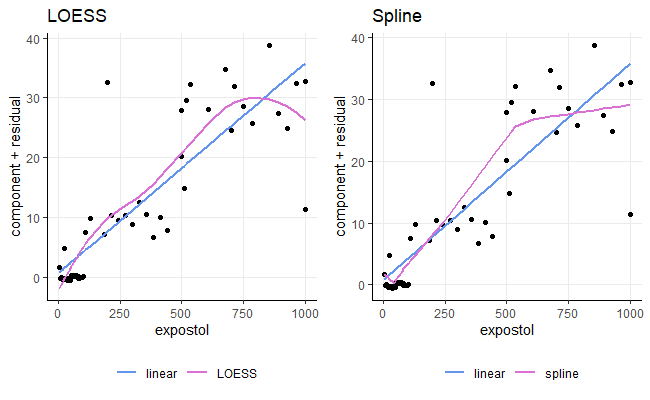 LOESS
component + residual
40
30
20
10
0
0 250 500 750 1000
expostol
linear LOESS
Spline
component + residual
40
30
20
10
0
0 250 500 750 1000
expostol
linear spline